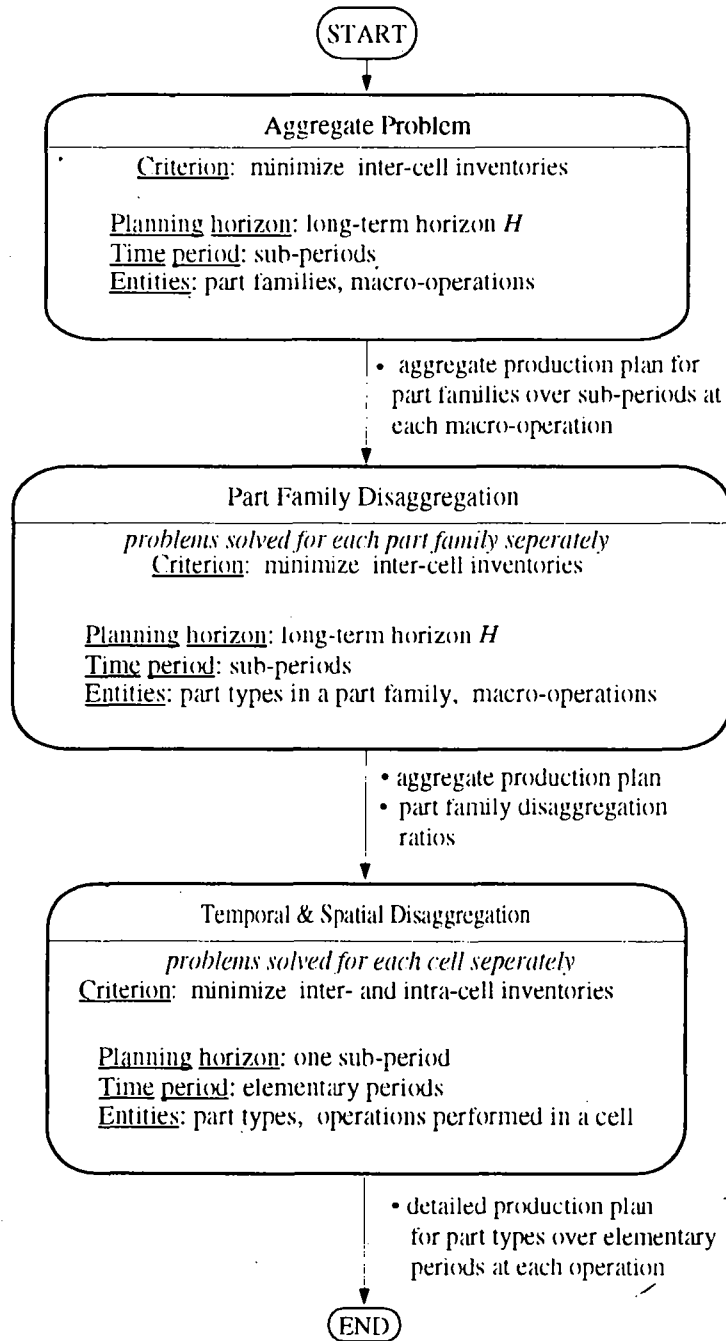 START
Aggregate Problem
Criterion: minimize inter-cell inventories
Planning horizon: long-term horizon H
Time period: sub-periods
Entities: part families, macro-operations
• aggregate production plan for
part families over sub-periods at
each macro-operation
Part Family Disaggregation
problems solved for each part family seperately
Criterion: minimize inter-cell inventories
Planning horizon: long-term horizon H
Time period: sub-periods
Entities: part types in a part family, macro-operations
• aggregate production plan
• part family disaggregation
ratios
Temporal & Spatial Disaggregation
problems solved for each cell seperately
Criterion: minimize inter- and intra-cell inventories
Planning horizon: one sub-period
Time period: elementary periods
Entities: part types, operations performed in a cell
• detailed production plan
for part types over elementary
periods at each operation
END